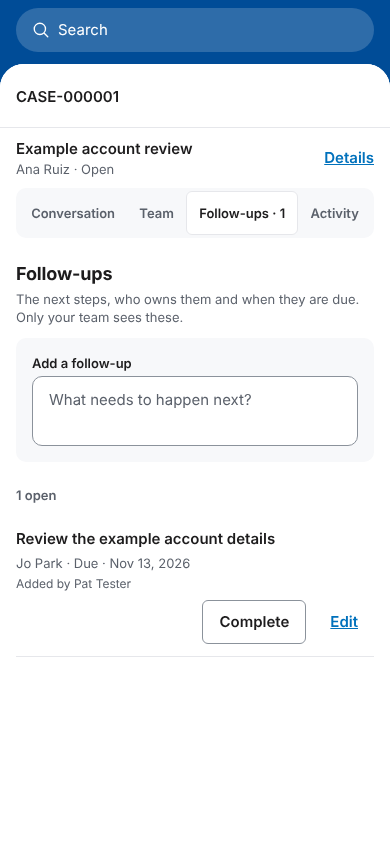 Search
CASE-000001
Example account review
Details
Ana Ruiz · Open
Conversation
Team
Follow-ups · 1
Activity
Follow-ups
The next steps, who owns them and when they are due.
Only your team sees these.
Add a follow-up
What needs to happen next?
1 open
Review the example account details
Jo Park · Due · Nov 13, 2026
Added by Pat Tester
Complete
Edit